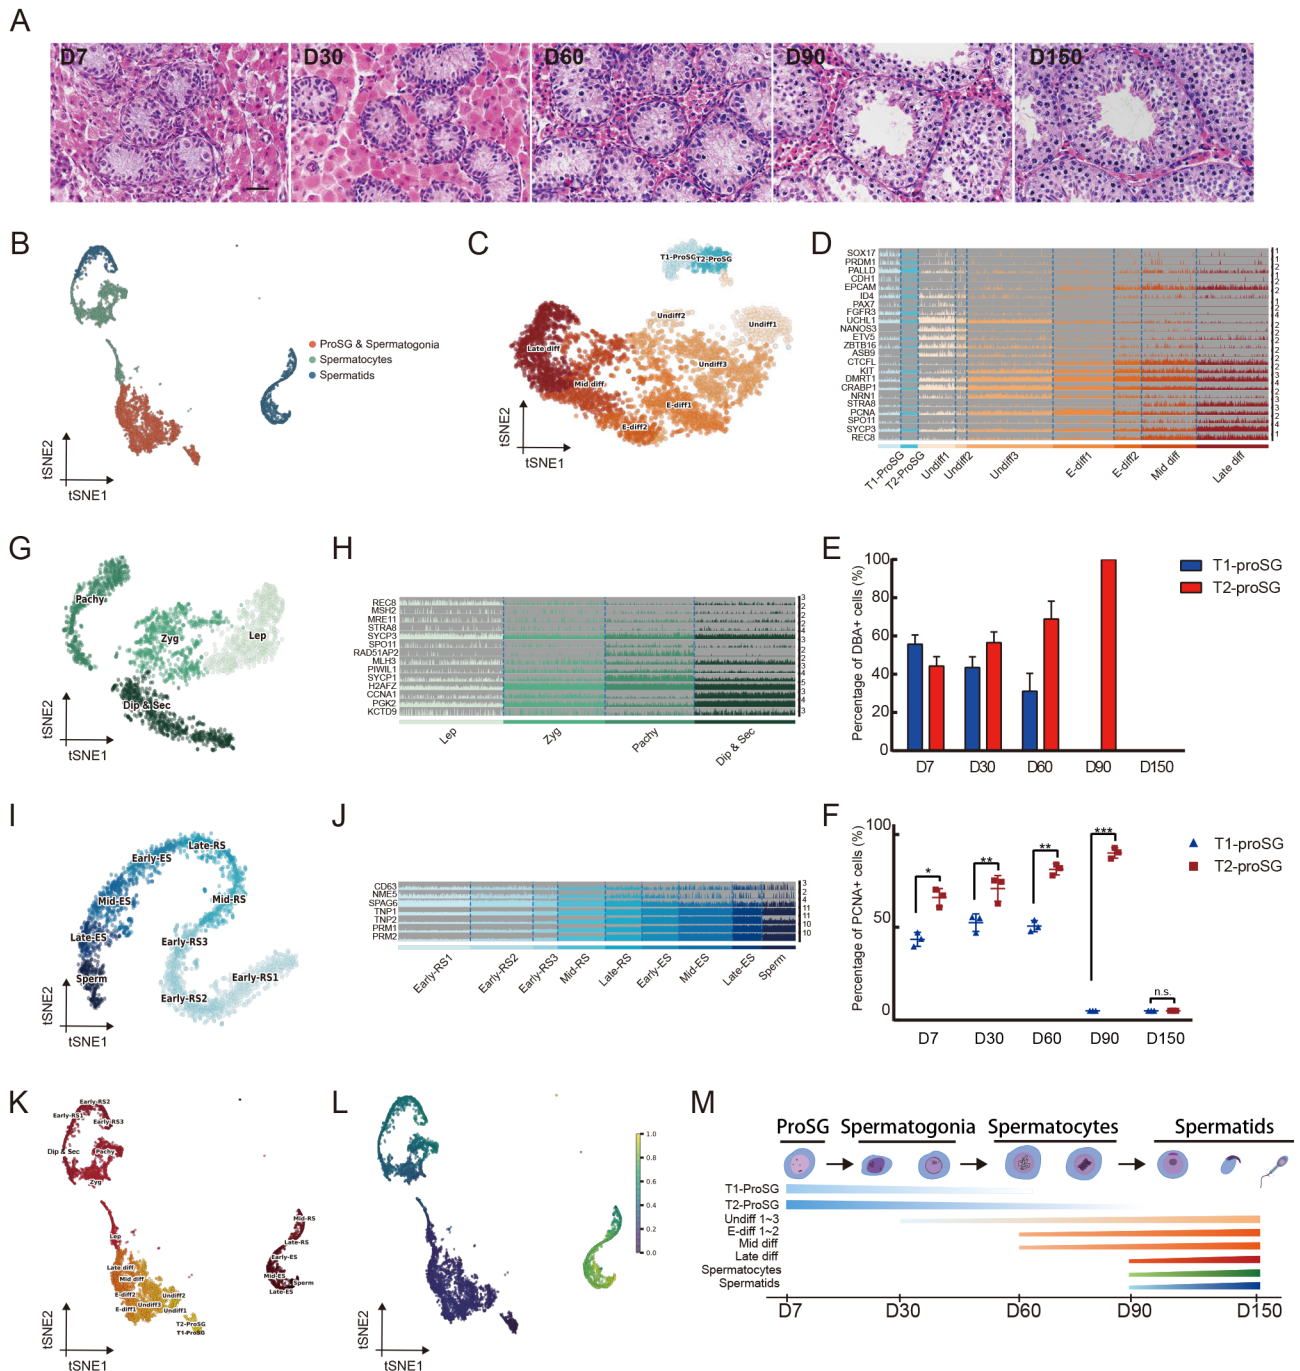 A
D7
D30
D60
D90
D150
B
tSNE2
tSNE1
ProSG & Spermatogonia
Spermatocytes
Spermatids
C
T1-ProSG
T2-ProSG
Undiff2
Undiff1
Late diff
Undiff3
Mid diff
E-diff1
E-diff2
tSNE2
tSNE1
D
SOX17
PRDM1
PALLD
CDH1
EPCAM
ID4
PAX7
FGFR3
UCHL1
NANOS3
ETV5
ZBTB16
ASB9
CTCFL
KIT
DMRT1
CRABP1
NRN1
STRA8
PCNA
SPO11
SYCP3
REC8
T1-ProSG
T2-ProSG
Undiff1
Undiff2
Undiff3
E-diff1
E-diff2
Mid diff
Late diff
G
Pachy
Zyg
Lep
Dip & Sec
tSNE2
tSNE1
H
REC8
MSH2
MRE11
STRA8
SYCP3
SPO11
RAD51AP2
MLH3
PIWIL1
SYCP1
H2AFZ
CCNA1
PGK2
KCTD9
Lep
Zyg
Pachy
Dip & Sec
E
Percentage of DBA+ cells (%)
100
80
60
40
20
0
D7
D30
D60
D90
D150
T1-proSG
T2-proSG
I
Late-RS
Early-ES
Mid-ES
Mid-RS
Late-ES
Early-RS3
Sperm
Early-RS1
Early-RS2
tSNE2
tSNE1
J
CD63
NME5
SPAG6
TNP1
TNP2
PRM1
PRM2
3
2
4
11
11
10
10
Early-RS1
Early-RS2
Early-RS3
Mid-RS
Late-RS
Early-ES
Mid-ES
Late-ES
Sperm
F
Percentage of PCNA+ cells (%)
100
50
0
*
**
**
***
n.s.
D7
D30
D60
D90
D150
T1-proSG
T2-proSG
K
Early-RS2
Early-RS1
Early-RS3
Dip & Sec
Pachy
Zyg
Lep
Late diff
Mid diff
E-diff2
Undiff2
Undiff3
E-diff1
Undiff1
T2-ProSG
T1-ProSG
Mid-RS
Late-RS
Early-ES
Mid-ES
Sperm
Late-ES
tSNE2
tSNE1
L
1.0
0.8
0.6
0.4
0.2
0.0
tSNE2
tSNE1
M
ProSG
Spermatogonia
Spermatocytes
Spermatids
T1-ProSG
T2-ProSG
Undiff 1~3
E-diff 1~2
Mid diff
Late diff
Spermatocytes
Spermatids
D7
D30
D60
D90
D150